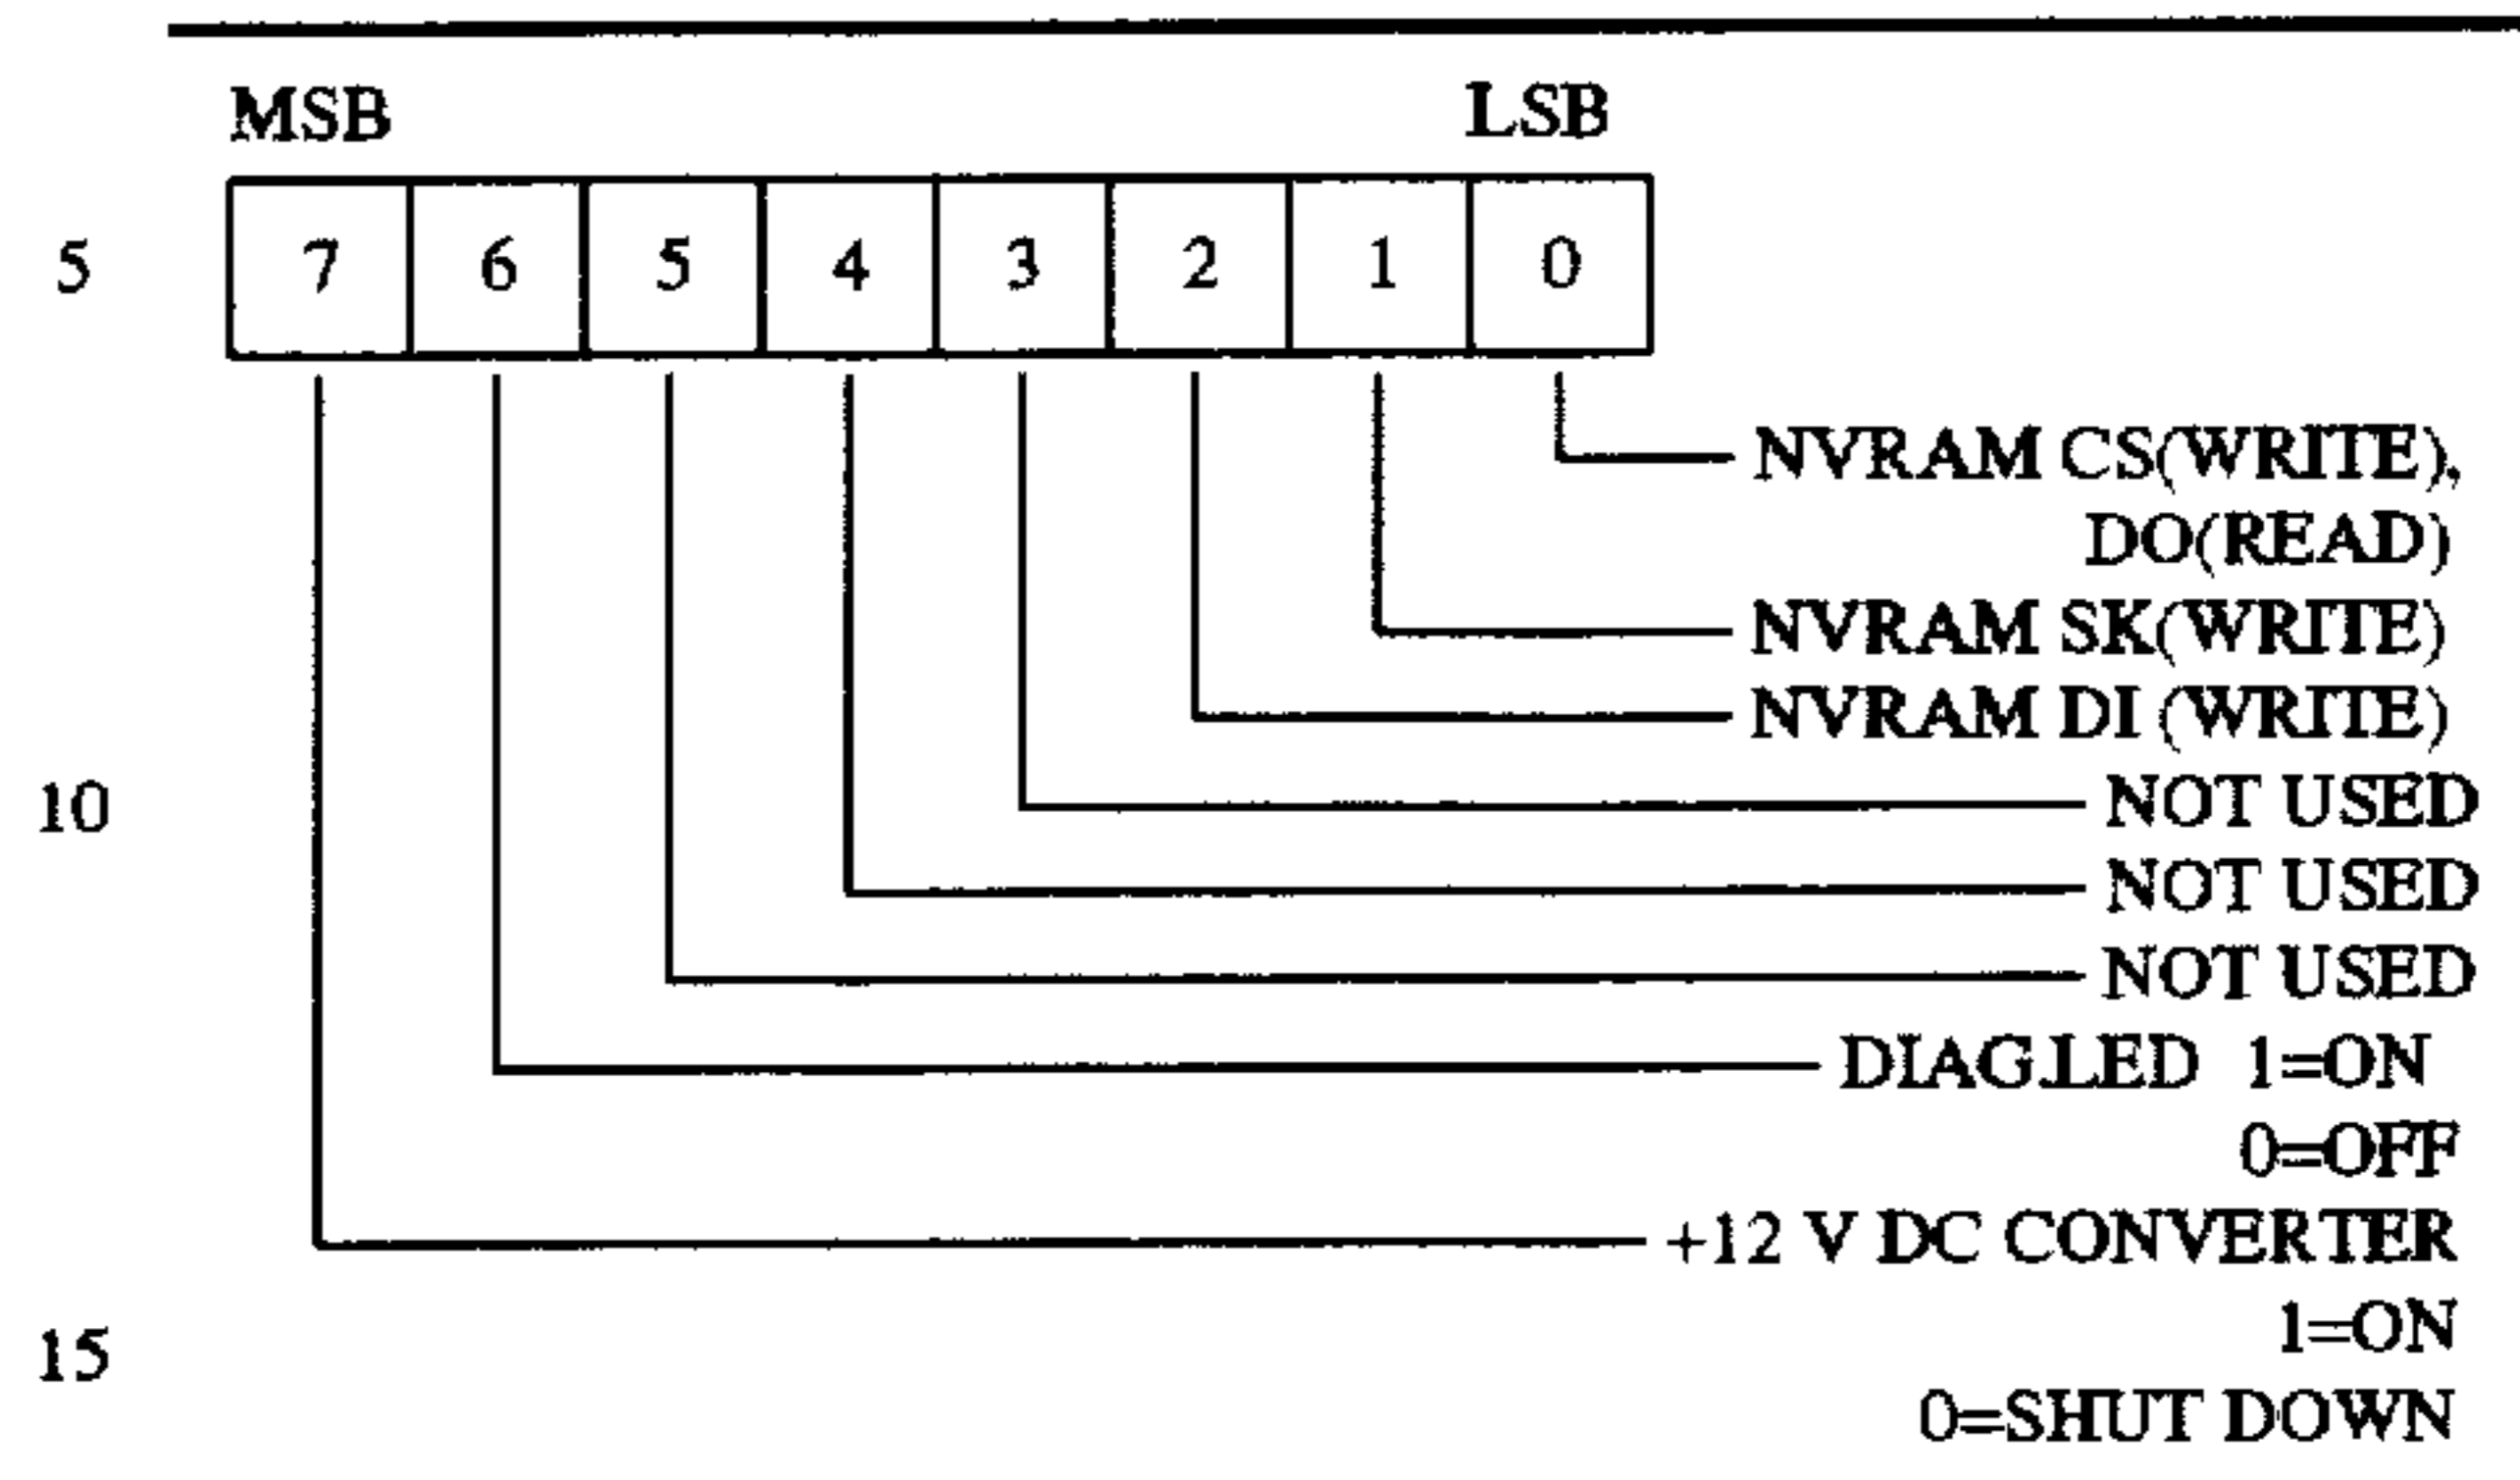 MSB LSB
5 7 6 5 4 3 2 1 0
NVRAM CS(WRITE),
DO(READ)
NVRAM SK(WRITE)
NVRAM DI (WRITE)
10 NOT USED
NOT USED
NOT USED
DIAG.LED 1=ON
0=OFF
+12 V DC CONVERTER
15 1=ON
0=SHUT DOWN